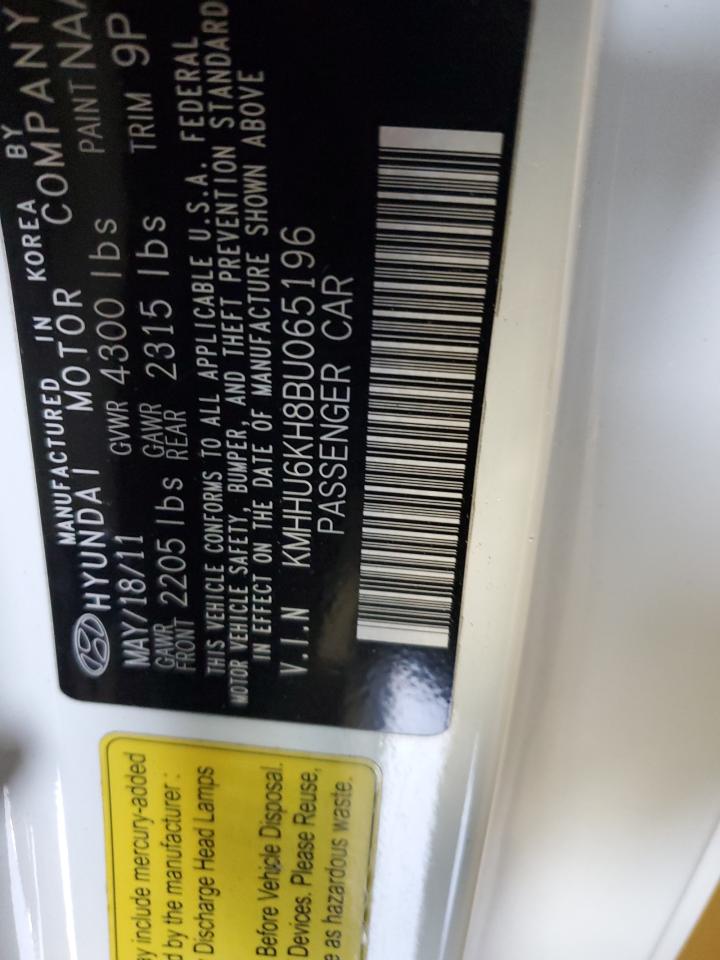 MANUFACTURED IN KOREA BY
HYUNDAI MOTOR COMPANY
MAY/18/11 GVWR 4300 lbs PAINT NAA
GAWR FRONT 2205 lbs GAWR REAR 2315 lbs TRIM 9P
THIS VEHICLE CONFORMS TO ALL APPLICABLE U.S.A. FEDERAL
MOTOR VEHICLE SAFETY, BUMPER, AND THEFT PREVENTION STANDARD
IN EFFECT ON THE DATE OF MANUFACTURE SHOWN ABOVE
V.I.N KMHHU6KH8BU065196
PASSENGER CAR
include mercury-added
by the manufacturer :
Discharge Head Lamps
Before Vehicle Disposal.
Devices. Please Reuse,
as hazardous waste.